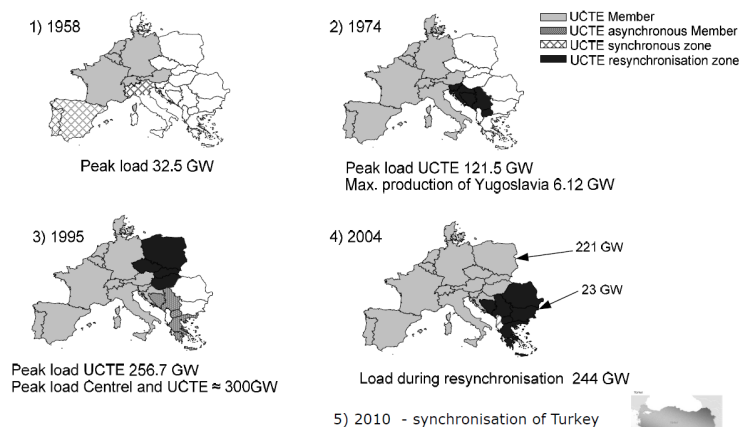 1) 1958
2) 1974
UCTE Member
UCTE asynchronous Member
UCTE synchronous zone
UCTE resynchronisation zone
Peak load 32.5 GW
Peak load UCTE 121.5 GW
Max. production of Yugoslavia 6.12 GW
3) 1995
4) 2004
221 GW
23 GW
Peak load UCTE 256.7 GW
Peak load Centrel and UCTE ≈ 300GW
Load during resynchronisation 244 GW
5) 2010 - synchronisation of Turkey